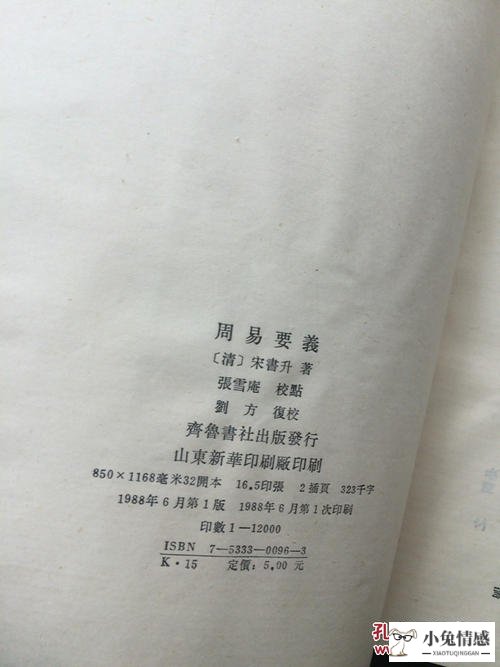 周易要義
〔清〕宋書升 著
張雪庵 校點
劉方 復校
齊魯書社出版發行
山東新華印刷廠印刷
850×1168毫米32開本 16.5印張 2插頁 323千字
1988年6月第1版 1988年6月第1次印刷
印數1—12000
ISBN 7—5333—0096—3
K·15 定價:5.00元
孔
小兔情感
XIAOTUQINGGAN